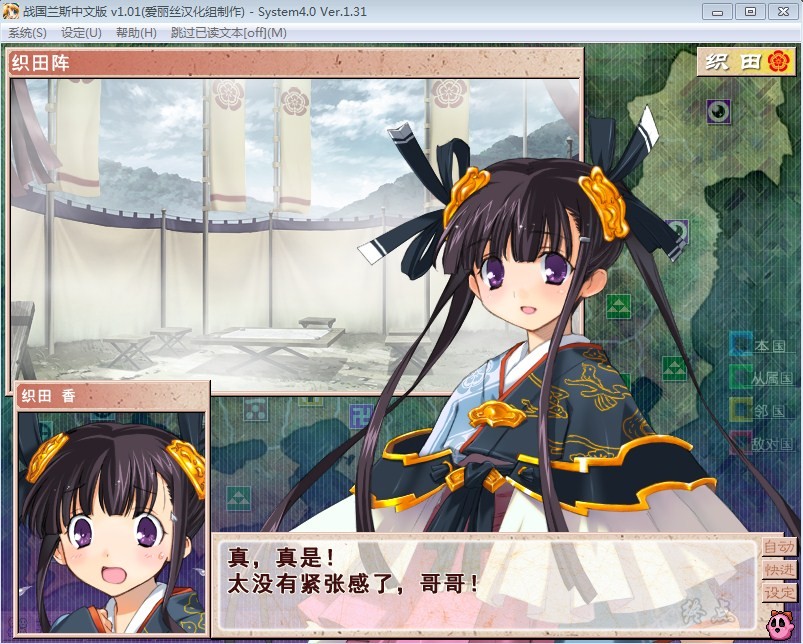 战国兰斯中文版 v1.01(爱丽丝汉化组制作) - System4.0 Ver.1.31
系统(S) 设定(U) 帮助(H) 跳过已读文本[off](M)
织田阵
织 田
本国
从属国
邻国
敌对国
织田 香
真，真是！
太没有紧张感了，哥哥！
自动
快进
设定
终点